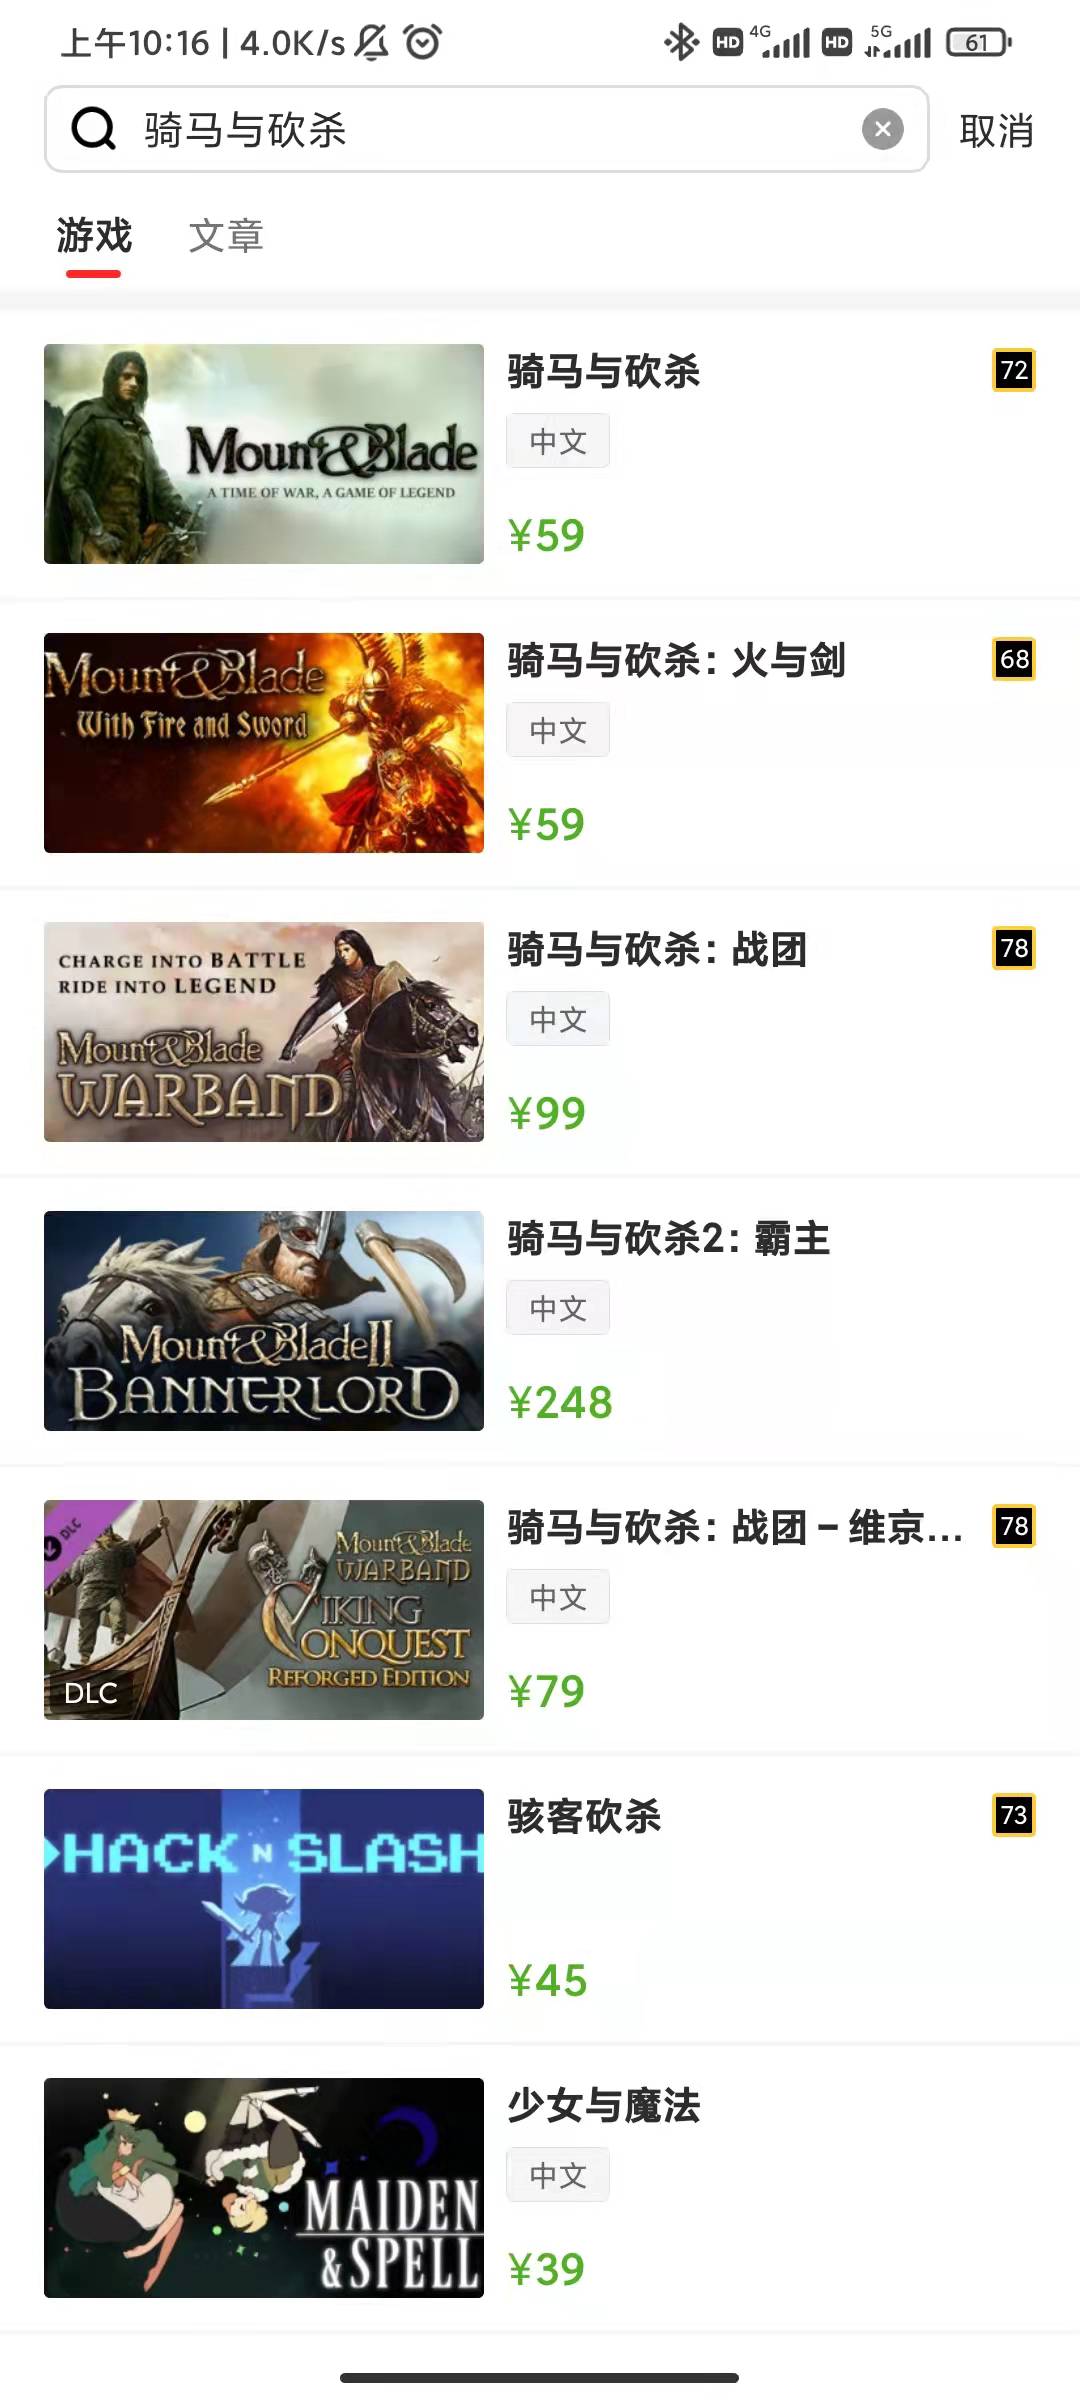 上午10:16 | 4.0K/s
HD 4G HD 5G 61
骑马与砍杀
取消
游戏 文章
Mount&Blade
A TIME OF WAR, A GAME OF LEGEND
骑马与砍杀
72
中文
¥59
Mount&Blade
With Fire and Sword
骑马与砍杀：火与剑
68
中文
¥59
CHARGE INTO BATTLE
RIDE INTO LEGEND
Mount&Blade
WARBAND
骑马与砍杀：战团
78
中文
¥99
Mount&Blade II
BANNERLORD
骑马与砍杀2：霸主
中文
¥248
DLC
Mount&Blade
WARBAND
VIKING
CONQUEST
REFORGED EDITION
DLC
骑马与砍杀：战团 – 维京...
78
中文
¥79
HACK N SLASH
骇客砍杀
73
¥45
MAIDEN
& SPELL
少女与魔法
中文
¥39